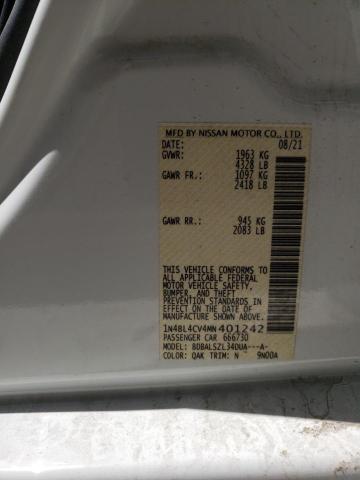 MFD BY NISSAN MOTOR CO., LTD.
DATE: 08/21
GVWR: 1963 KG
4328 LB
GAWR FR.: 1097 KG
2418 LB
GAWR RR.: 945 KG
2083 LB
THIS VEHICLE CONFORMS TO
ALL APPLICABLE FEDERAL
MOTOR VEHICLE SAFETY,
BUMPER, AND THEFT
PREVENTION STANDARDS
IN EFFECT ON THE DATE OF
MANUFACTURE SHOWN ABOVE.
1N4BL4CV4MN401242
PASSENGER CAR 666730
MODEL: BDBALSZL34DUA---A-
COLOR: QAK TRIM: N 9N00A